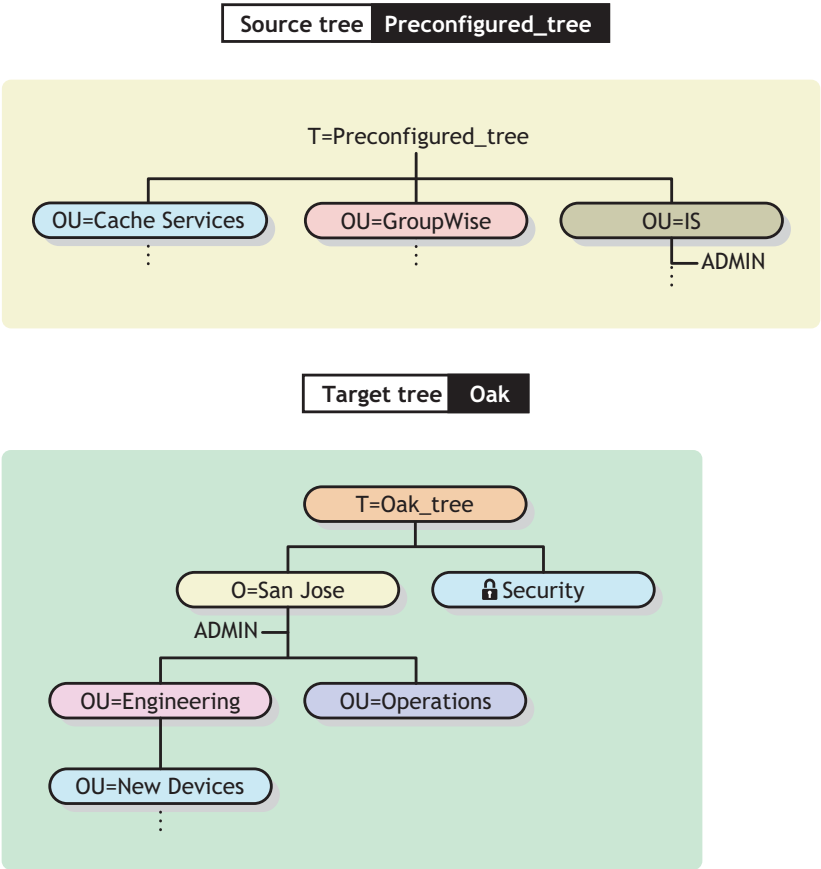 Source tree Preconfigured_tree
T=Preconfigured_tree
OU=Cache Services
OU=GroupWise
OU=IS
ADMIN
Target tree Oak
T=Oak_tree
O=San Jose
Security
ADMIN
OU=Engineering
OU=Operations
OU=New Devices